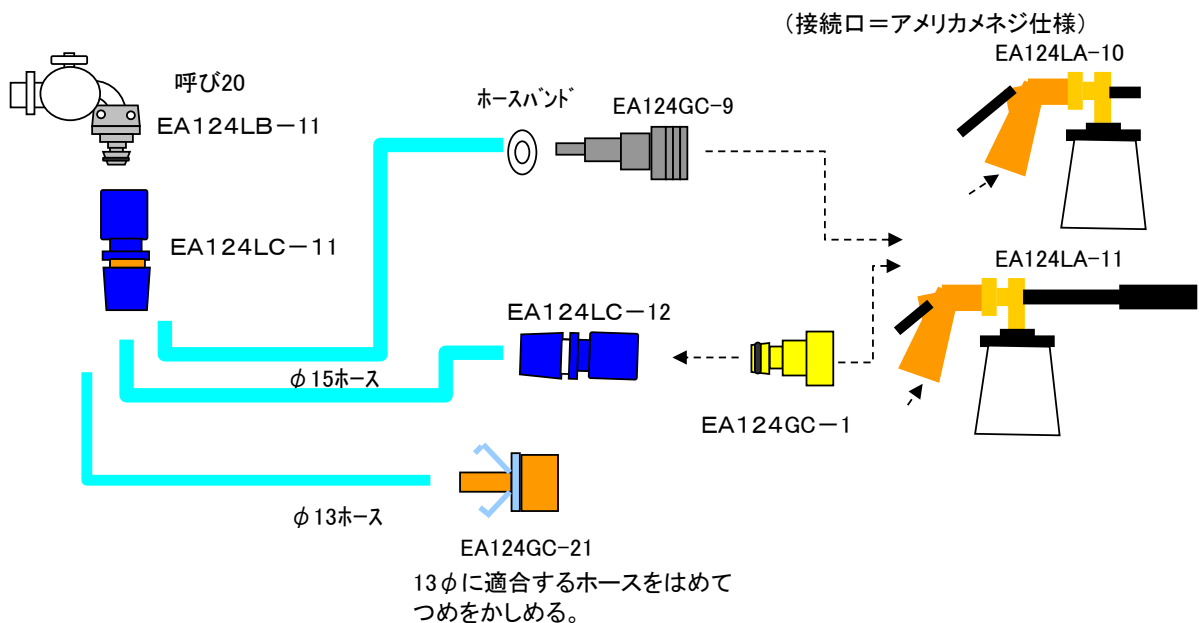 (接続口=アメリカメネジ仕様)
EA124LA-10
呼び20
EA124LB-11
ﾎｰｽﾊﾞﾝﾄﾞ
EA124GC-9
EA124LC-11
EA124LA-11
EA124LC-12
φ15ﾎｰｽ
EA124GC-1
φ13ﾎｰｽ
EA124GC-21
13φに適合するホースをはめて
つめをかしめる。